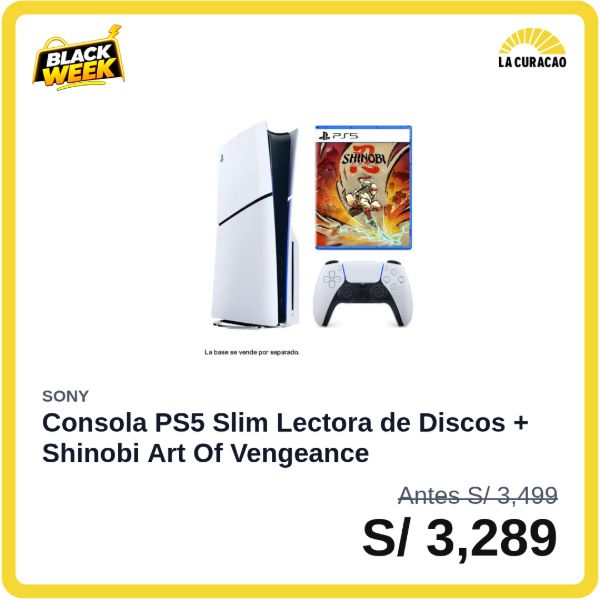 BLACK
WEEK
LA CURACAO
PS5
SHINOBI
La base se vende por separado.
SONY
Consola PS5 Slim Lectora de Discos +
Shinobi Art Of Vengeance
Antes S/ 3,499
S/ 3,289